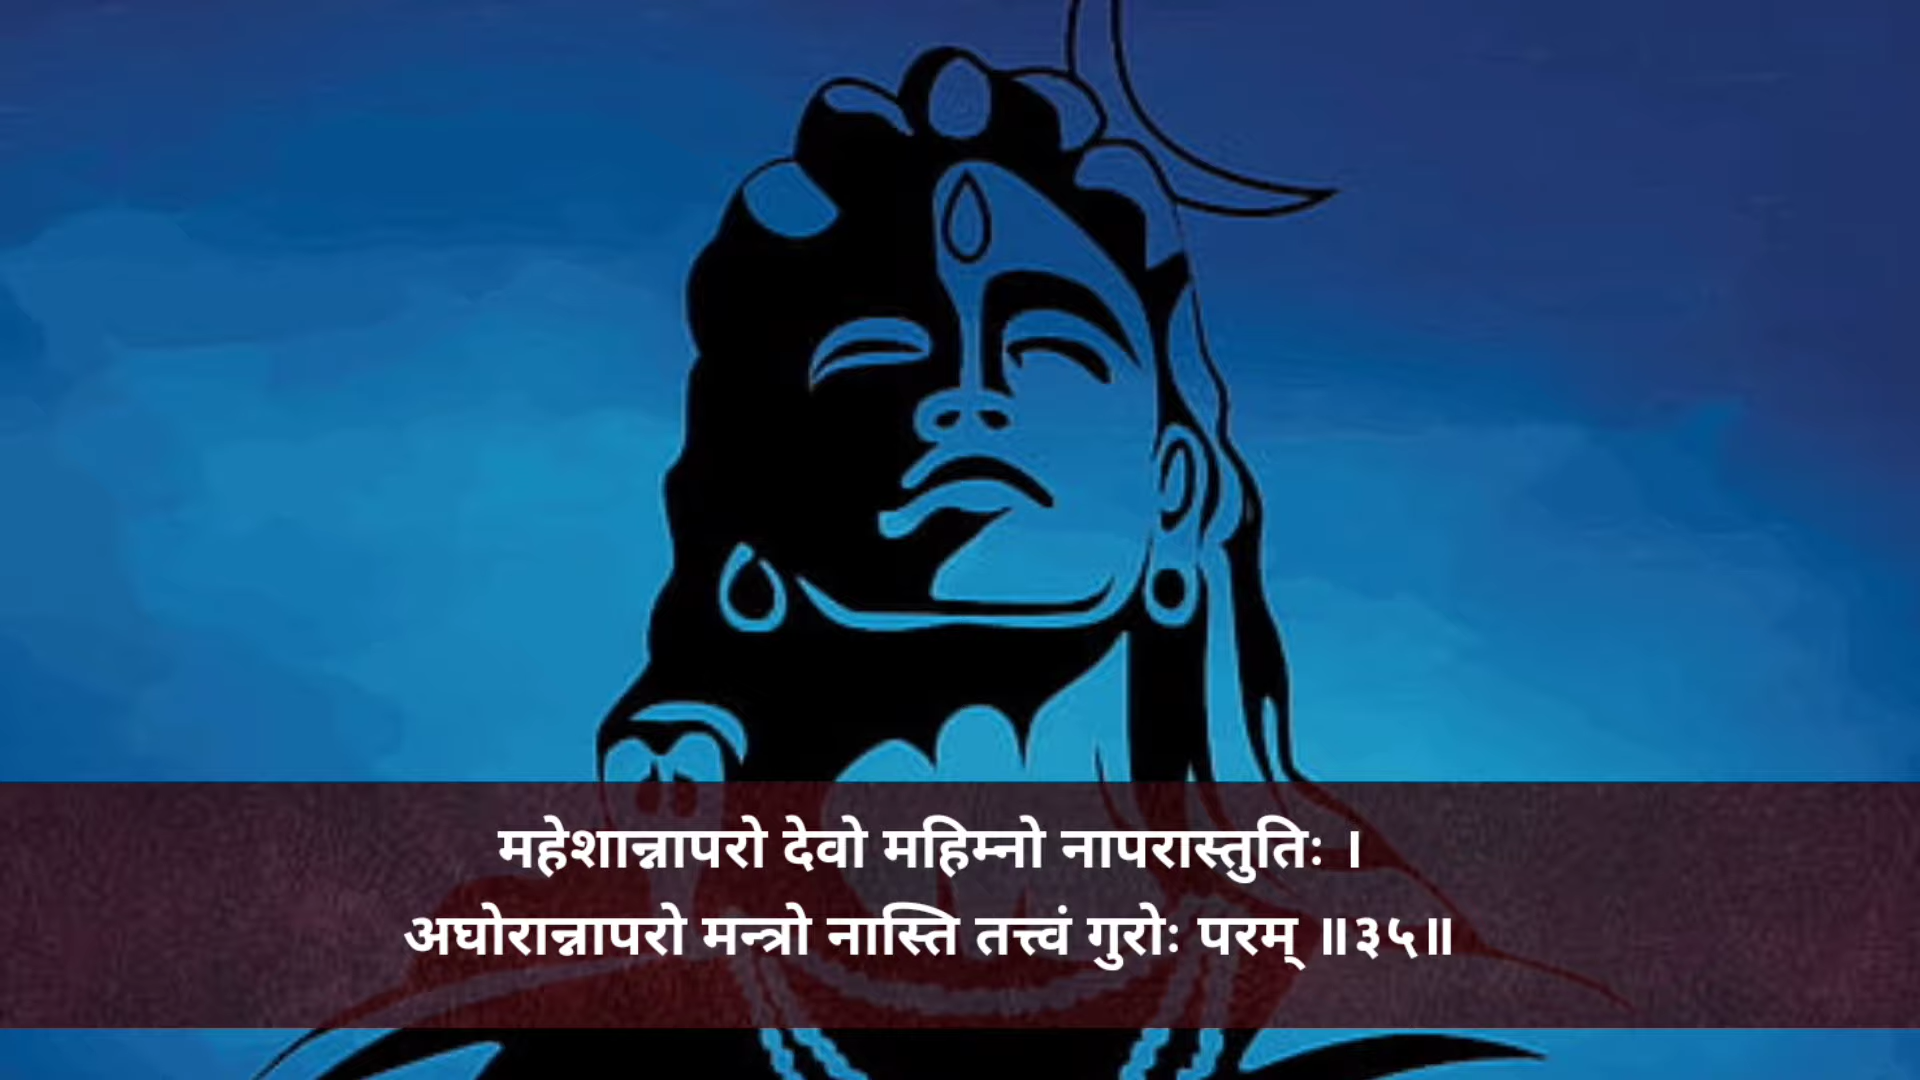 महेशान्नापरो देवो महिम्नो नापरास्तुतिः ।
अघोरान्नापरो मन्त्रो नास्ति तत्त्वं गुरोः परम् ॥३५॥